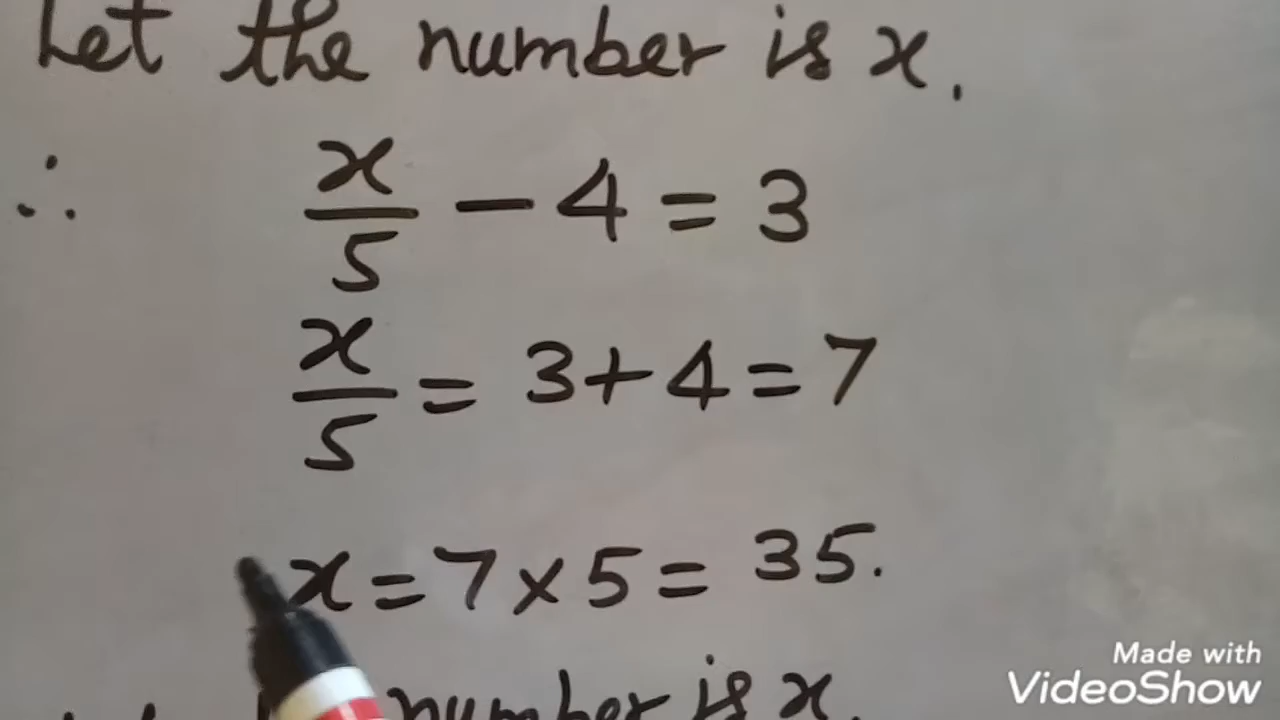 Let the number is x.
∴ x/5 - 4 = 3
x/5 = 3+4=7
x=7×5= 35.
number is x.
Made with
VideoShow